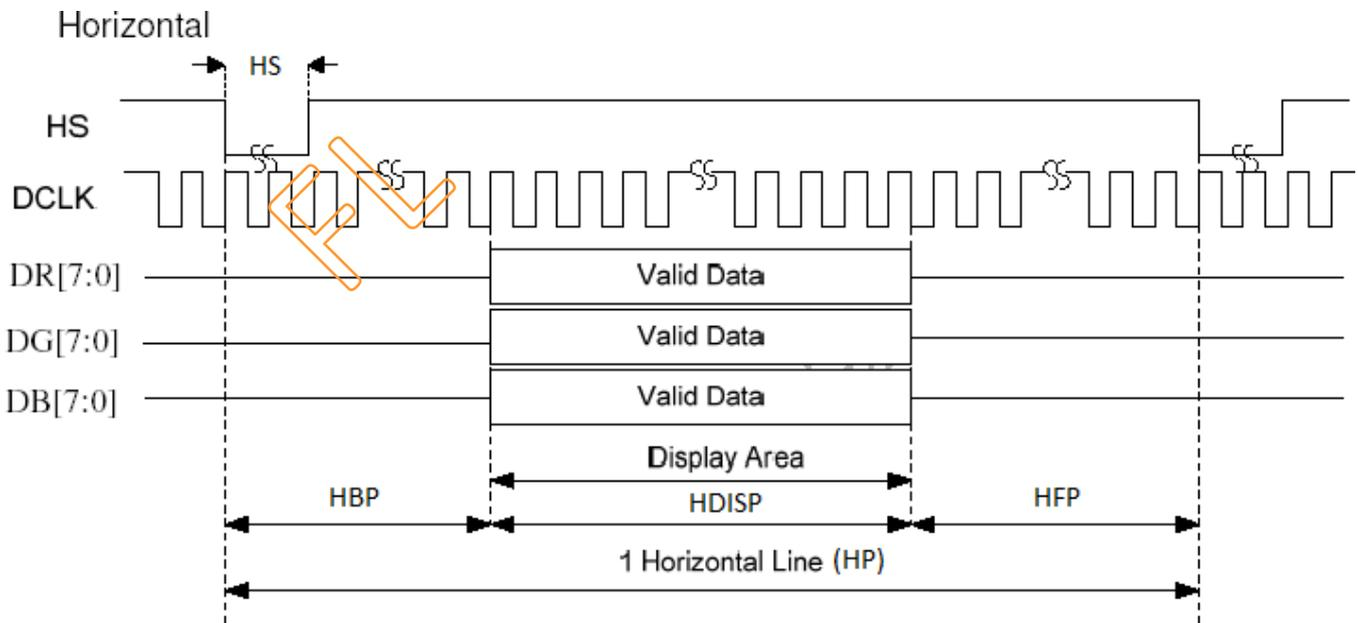 Horizontal
HS
HS
DCLK
DR[7:0]
Valid Data
DG[7:0]
Valid Data
DB[7:0]
Valid Data
Display Area
HBP
HDISP
HFP
1 Horizontal Line (HP)